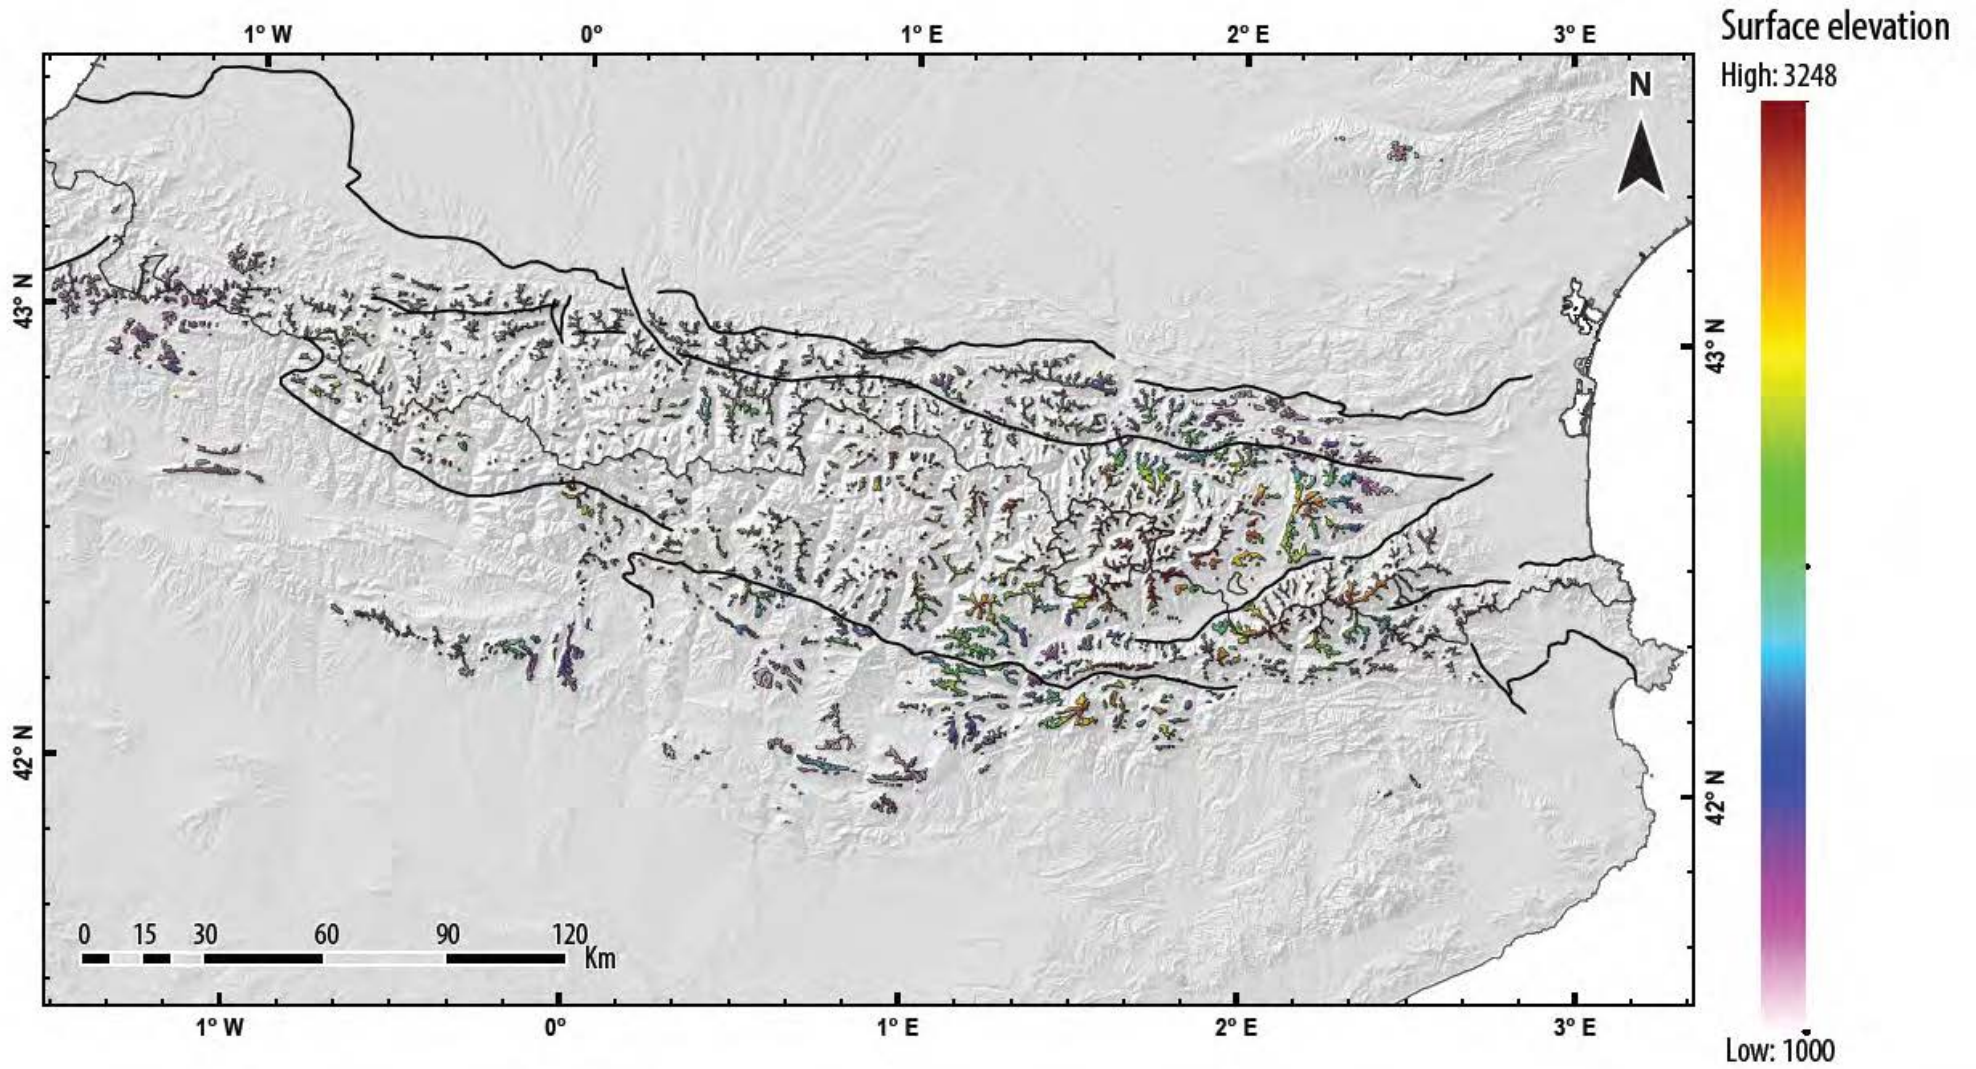 1° W 0° 1° E 2° E 3° E
Surface elevation
High: 3248
N
43° N
43° N
42° N
42° N
0 15 30 60 90 120
Km
1° W 0° 1° E 2° E 3° E
Low: 1000